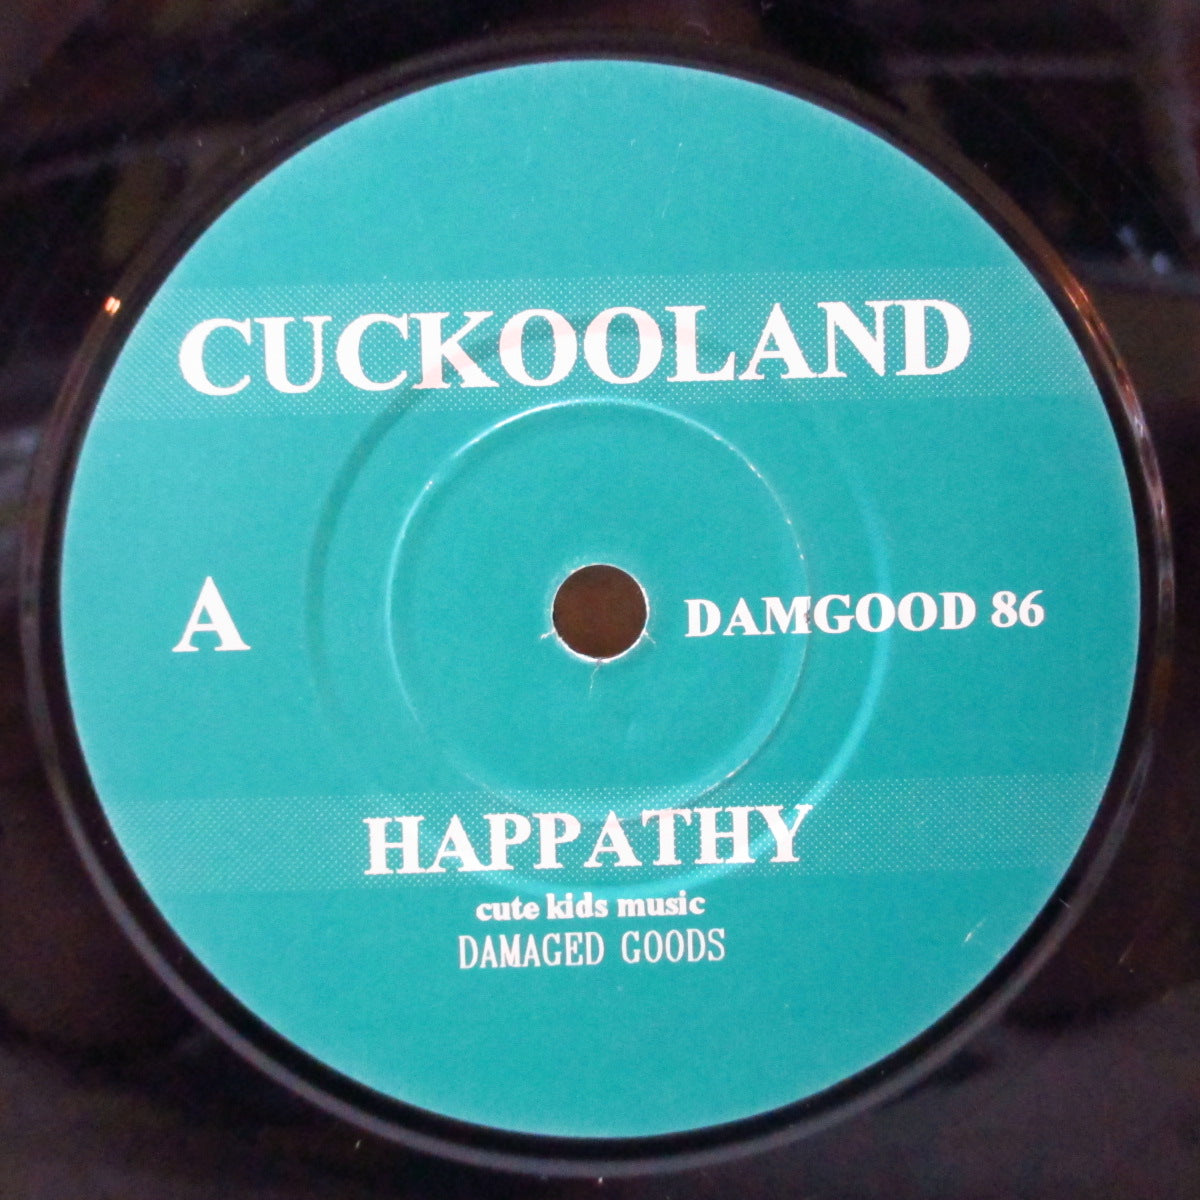 CUCKOOLAND
A
DAMGOOD 86
HAPPATHY
cute kids music
DAMAGED GOODS